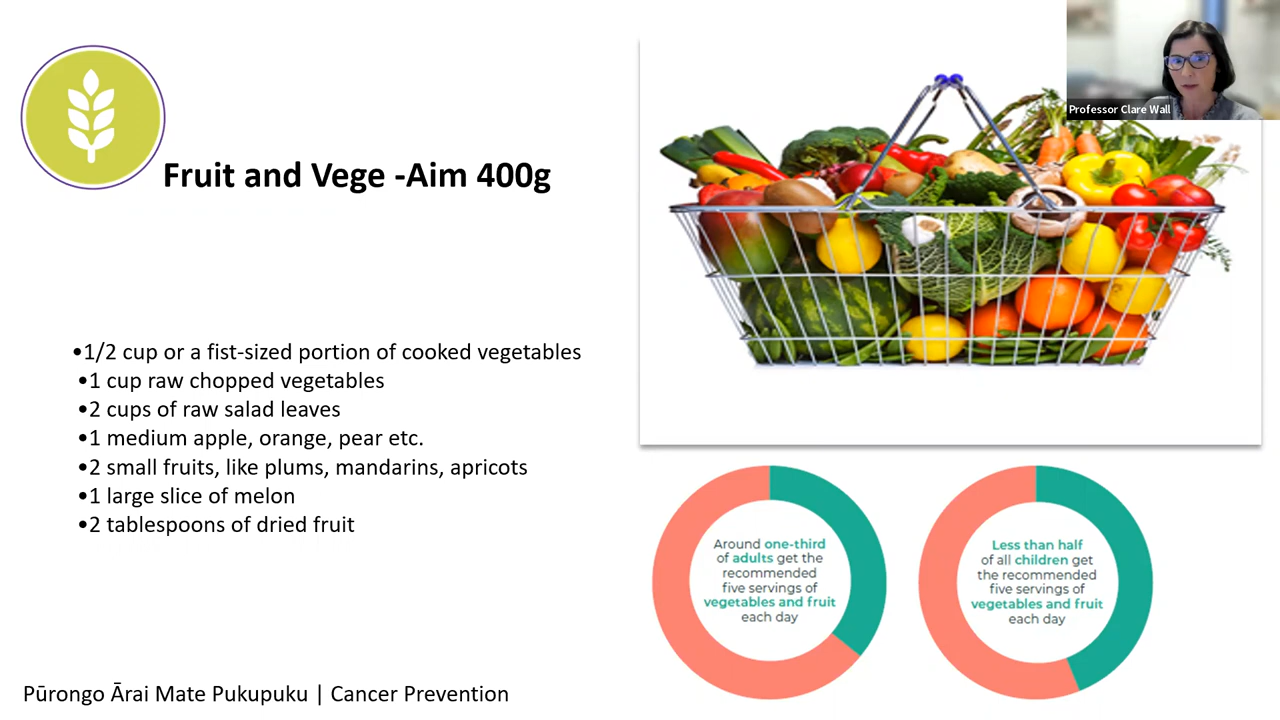 Professor Clare Wall
Fruit and Vege -Aim 400g
•1/2 cup or a fist-sized portion of cooked vegetables
•1 cup raw chopped vegetables
•2 cups of raw salad leaves
•1 medium apple, orange, pear etc.
•2 small fruits, like plums, mandarins, apricots
•1 large slice of melon
•2 tablespoons of dried fruit
Around one-third
of adults get the
recommended
five servings of
vegetables and fruit
each day
Less than half
of all children get
the recommended
five servings of
vegetables and fruit
each day
Pūrongo Ārai Mate Pukupuku | Cancer Prevention